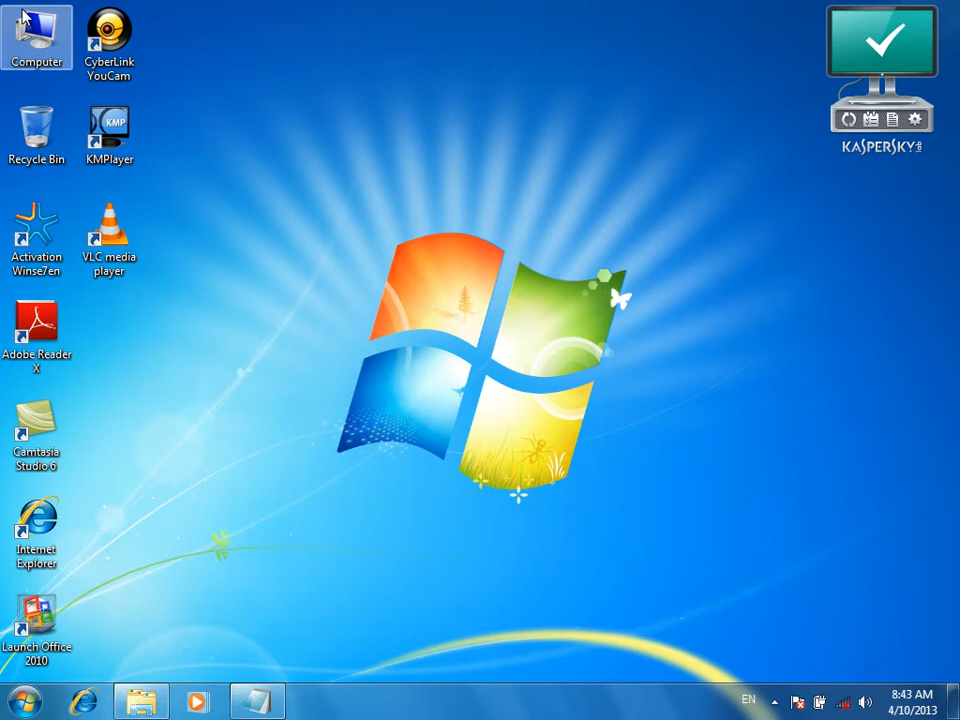 Computer
CyberLink
YouCam
Recycle Bin
KMP
KMPlayer
Activation
Winse7en
VLC media
player
Adobe Reader
X
Camtasia
Studio 6
Internet
Explorer
Launch Office
2010
KASPERSKY
EN
8:43 AM
4/10/2013